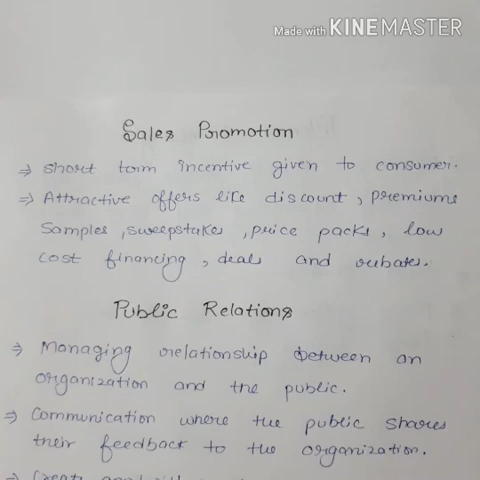 Made with KINEMASTER
Sales Promotion
⇒ Short term incentive given to consumer.
⇒ Attractive offers like discount, premiums
Samples, sweepstakes, price packs, low
cost financing, deals and rebates.
Public Relations
⇒ Managing relationship between an
organization and the public.
⇒ Communication where the public shares
their feedback to the organization.